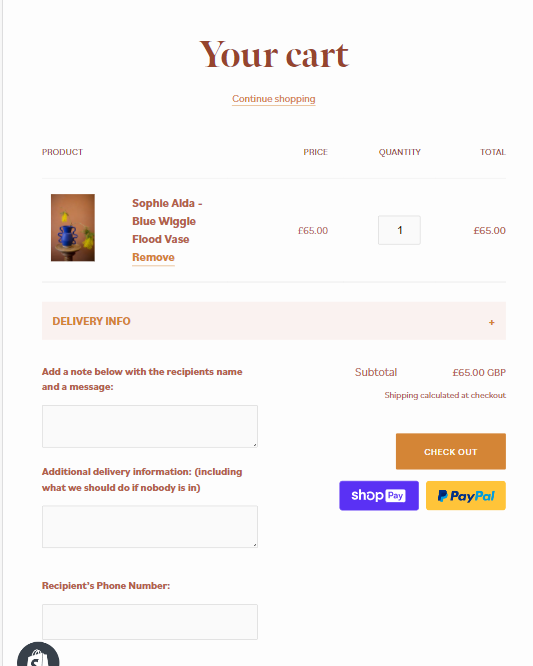 Your cart
Continue shopping
PRODUCT PRICE QUANTITY TOTAL
Sophie Alda -
Blue Wiggle
Flood Vase
Remove
£65.00 1 £65.00
DELIVERY INFO +
Add a note below with the recipients name
and a message:
Subtotal £65.00 GBP
Shipping calculated at checkout
CHECK OUT
shop Pay PayPal
Additional delivery information: (including
what we should do if nobody is in)
Recipient's Phone Number: